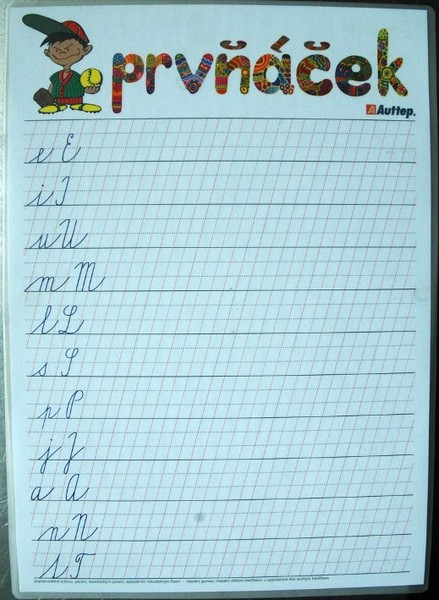 prvňáček
Auttep®
e E
i I
u U
m M
l L
s S
p P
j J
a A
n N
t T